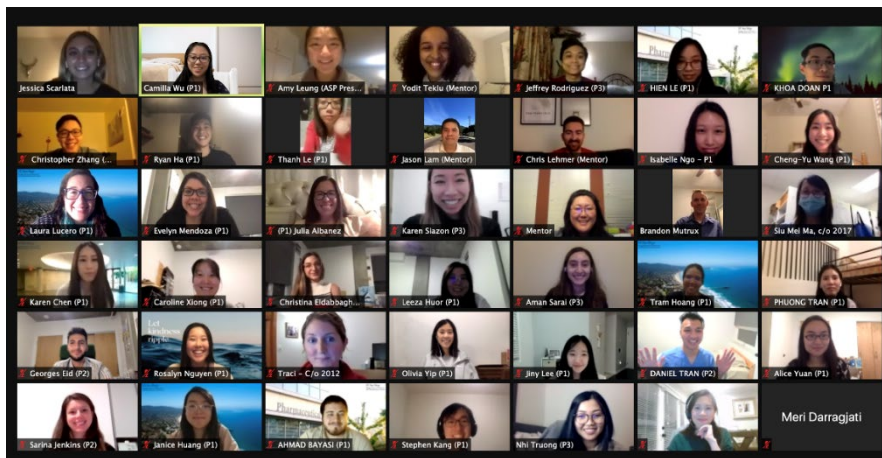 Jessica Scarlata
Camilla Wu (P1)
Amy Leung (ASP Pres...
Yodit Teklu (Mentor)
Jeffrey Rodriguez (P3)
Pharma
HIEN LE (P1)
KHOA DOAN P1
Christopher Zhang (...
Ryan Ha (P1)
Thanh Le (P1)
Jason Lam (Mentor)
Chris Lehmer (Mentor)
Isabelle Ngo - P1
Cheng-Yu Wang (P1)
Laura Lucero (P1)
Evelyn Mendoza (P1)
(P1) Julia Albanez
Karen Siazon (P3)
Mentor
Brandon Mutrux
Siu Mei Ma, c/o 2017
Karen Chen (P1)
Caroline Xiong (P1)
Christina Eldabbagh...
Leeza Huor (P1)
Aman Sarai (P3)
Tram Hoang (P1)
PHUONG TRAN (P1)
Georges Eid (P2)
Let
kindness
ripple
Rosalyn Nguyen (P1)
Traci - C/o 2012
Olivia Yip (P1)
Jiny Lee (P1)
DANIEL TRAN (P2)
Alice Yuan (P1)
Sarina Jenkins (P2)
Janice Huang (P1)
Pharmaceutic
AHMAD BAYASI (P1)
Stephen Kang (P1)
Nhi Truong (P3)
Meri Darragjati